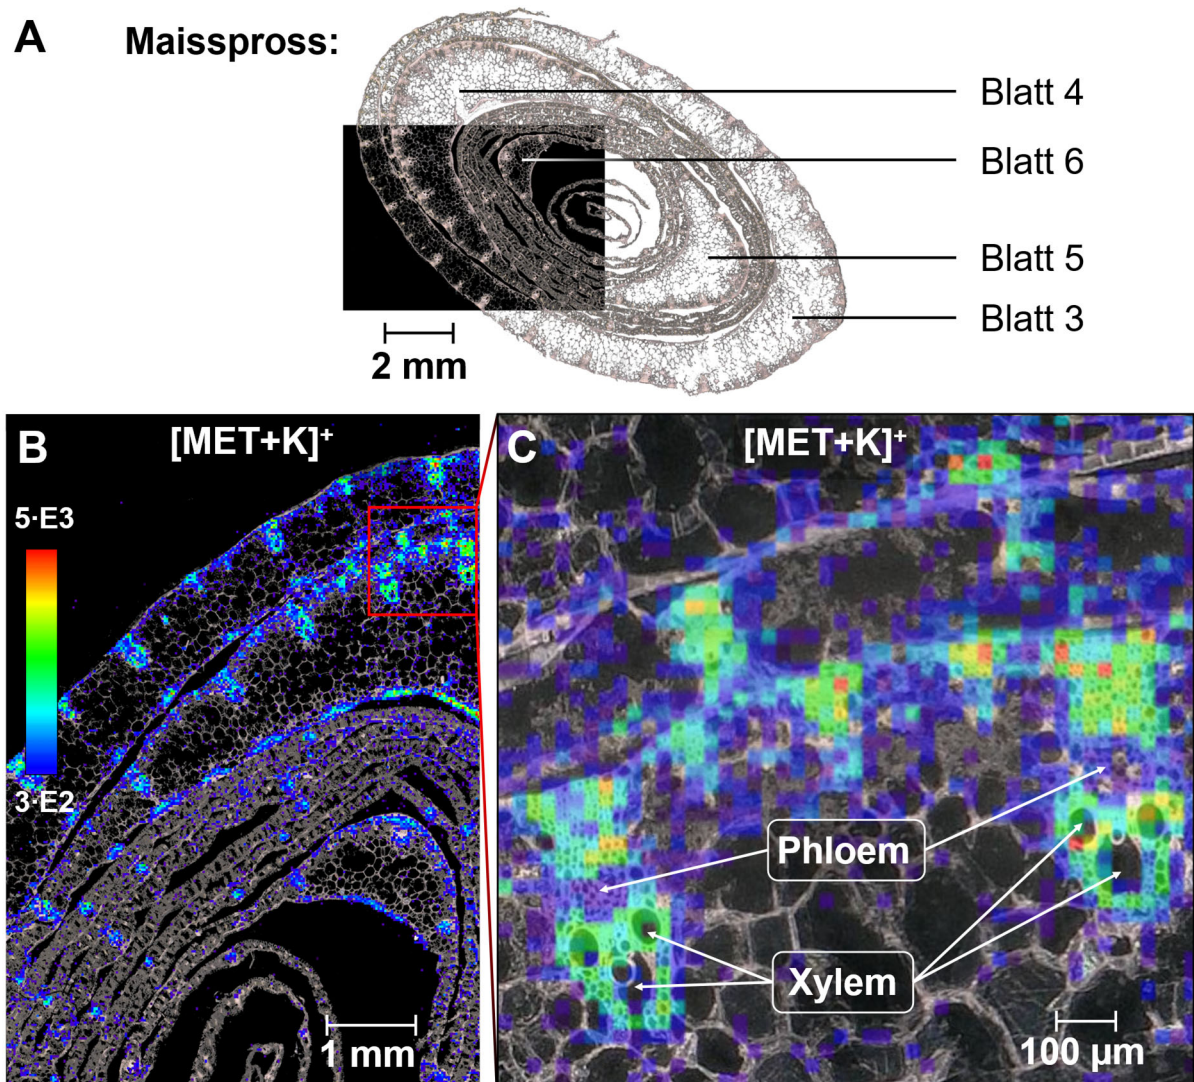 A
Maisspross:
Blatt 4
Blatt 6
Blatt 5
Blatt 3
2 mm
B
[MET+K]⁺
5·E3
3·E2
1 mm
C
[MET+K]⁺
Phloem
Xylem
100 µm